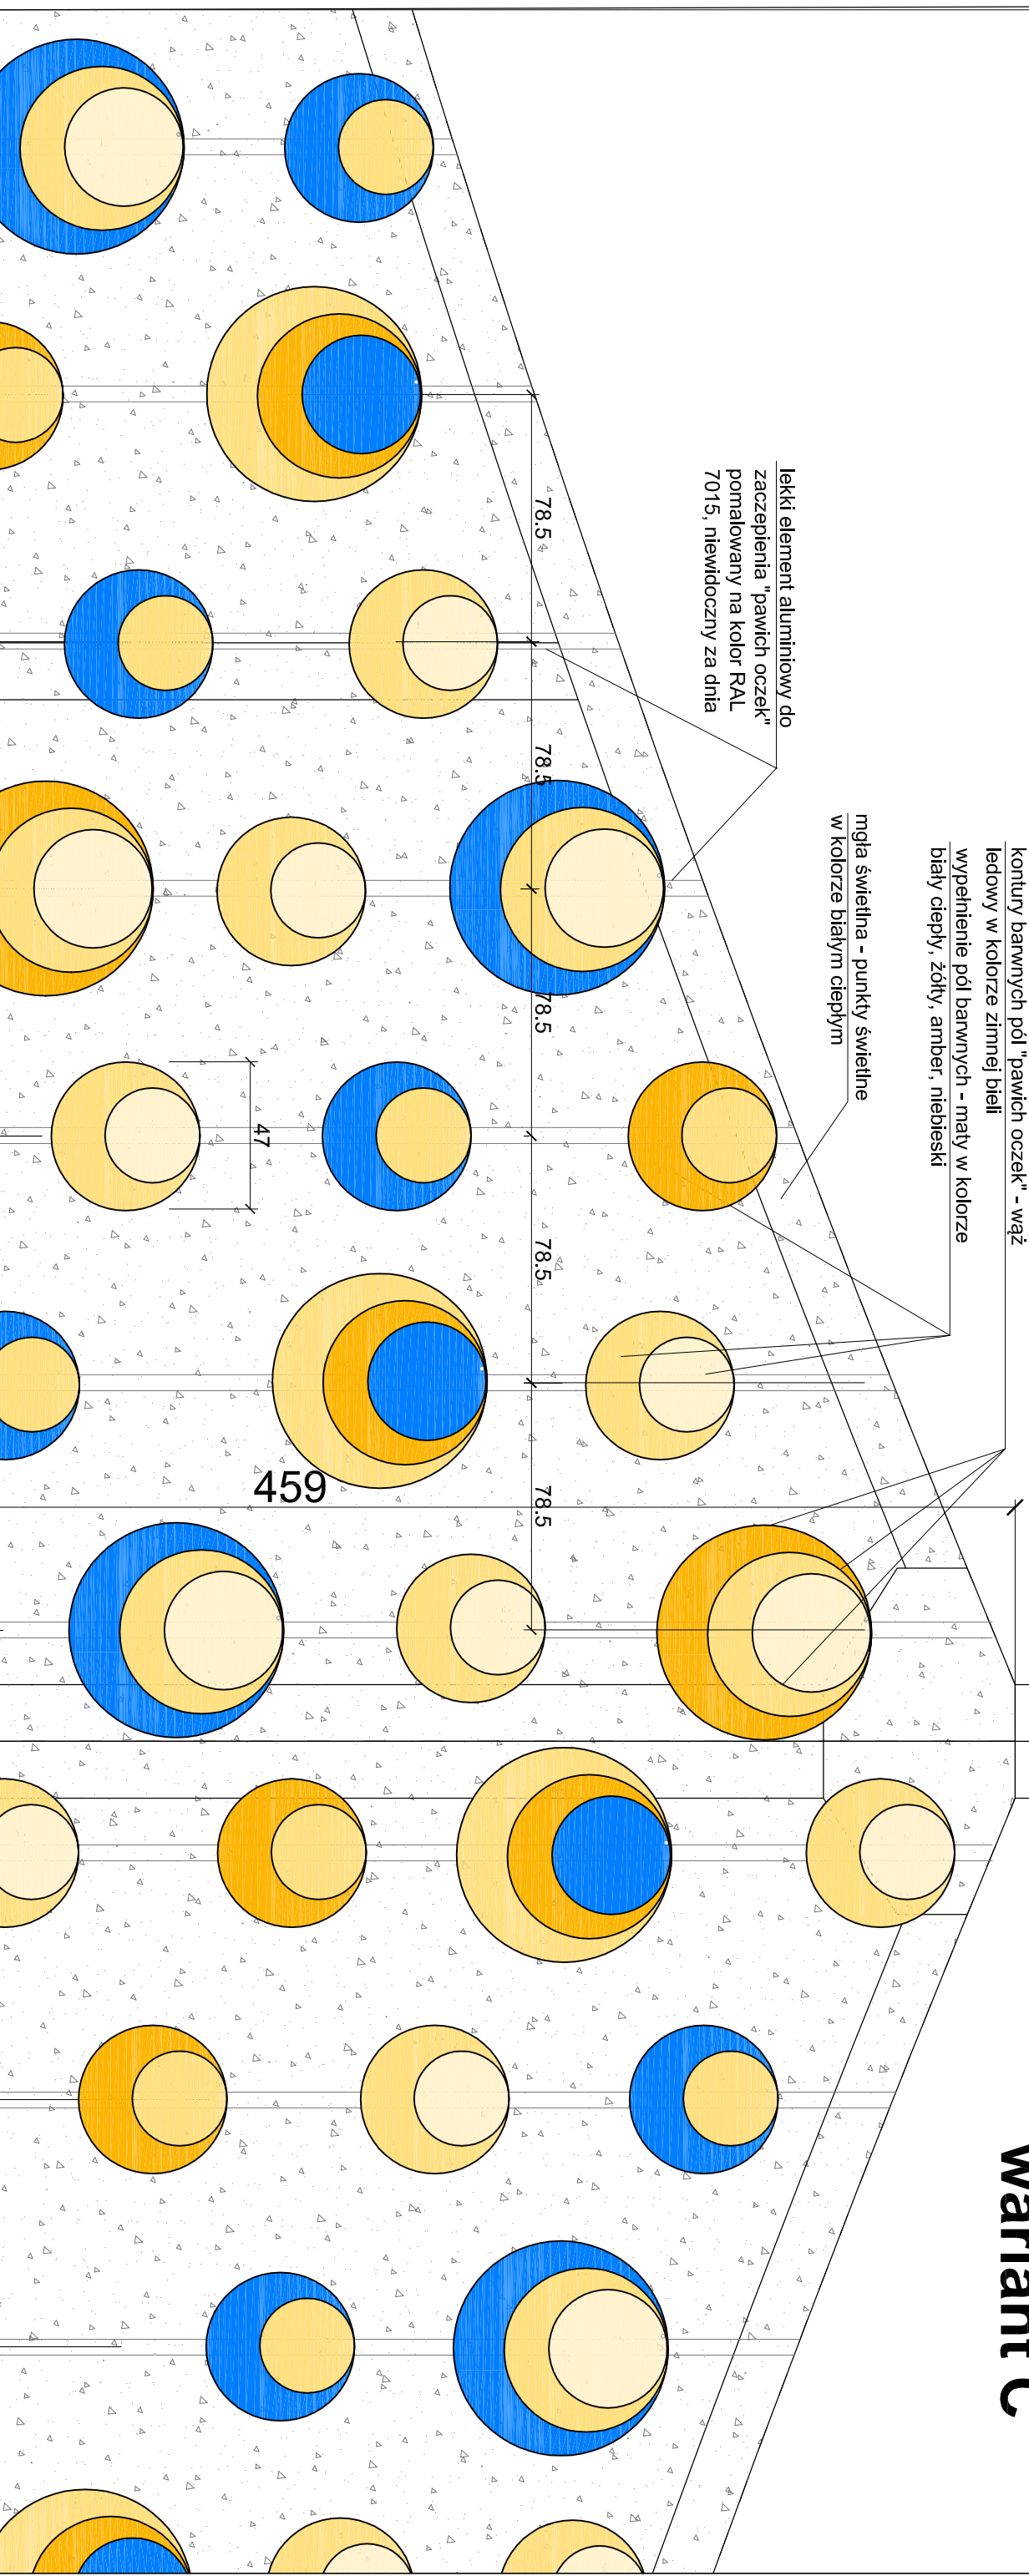 wariant C
kontury barwnych pól "pawich oczek" - wąż
ledowy w kolorze zimnej bieli
wypełnienie pól barwnych - maty w kolorze
biały ciepły, żółty, amber, niebieski
mgła świetlna - punkty świetlne
w kolorze białym ciepłym
lekki element aluminiowy do
zaczepienia "pawich oczek"
pomalowany na kolor RAL
7015, niewidoczny za dnia
78.5
78.5
78.5
78.5
78.5
47
459